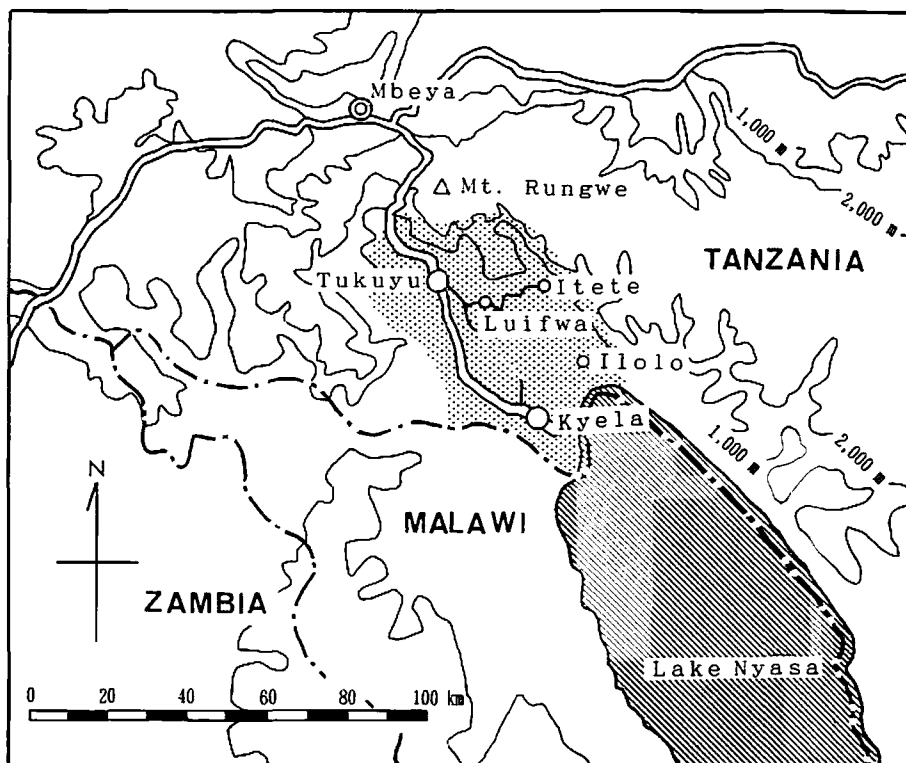 Mbeya
1,000 m
Mt. Rungwe
2,000 m
TANZANIA
Tukuyu
Itete
Luifwa
Ilolo
Kyela
1,000 m
2,000 m
N
MALAWI
ZAMBIA
Lake Nyasa
0 20 40 60 80 100 km